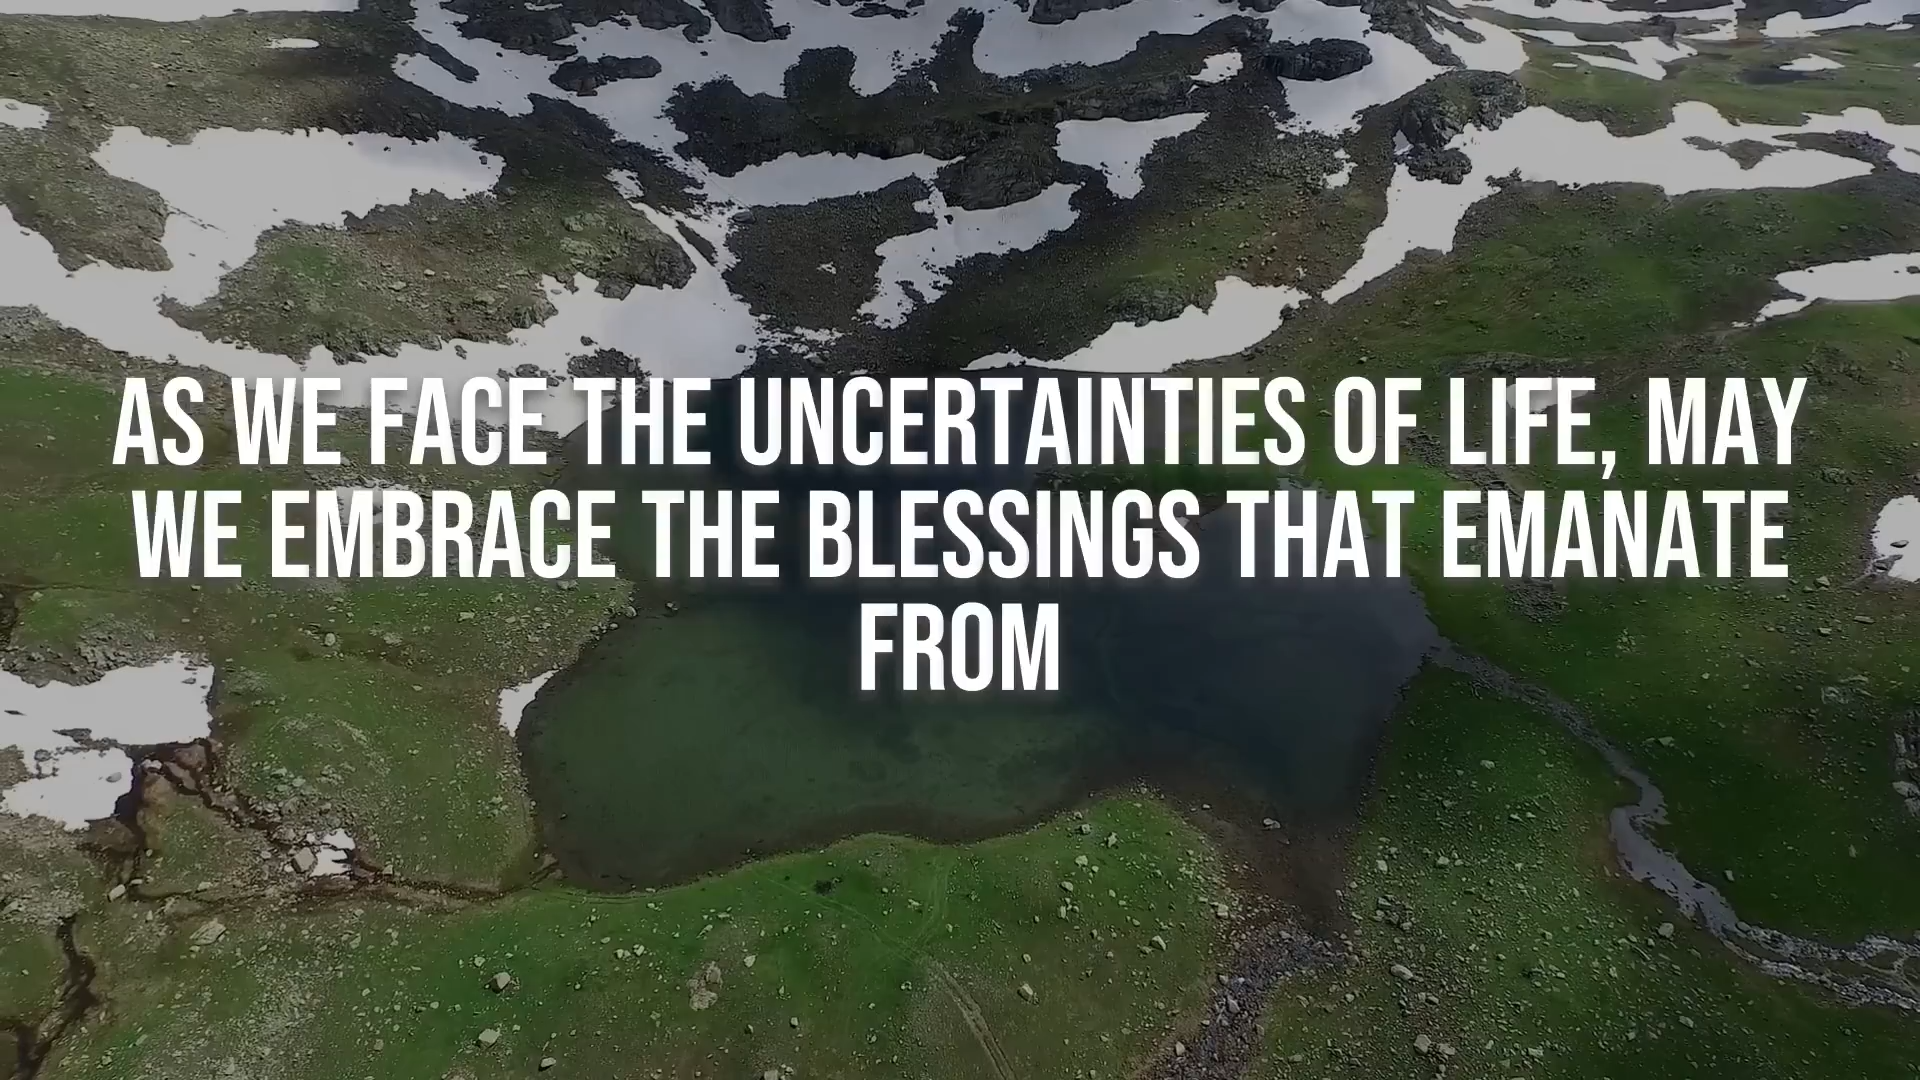 AS WE FACE THE UNCERTAINTIES OF LIFE, MAY
WE EMBRACE THE BLESSINGS THAT EMANATE
FROM